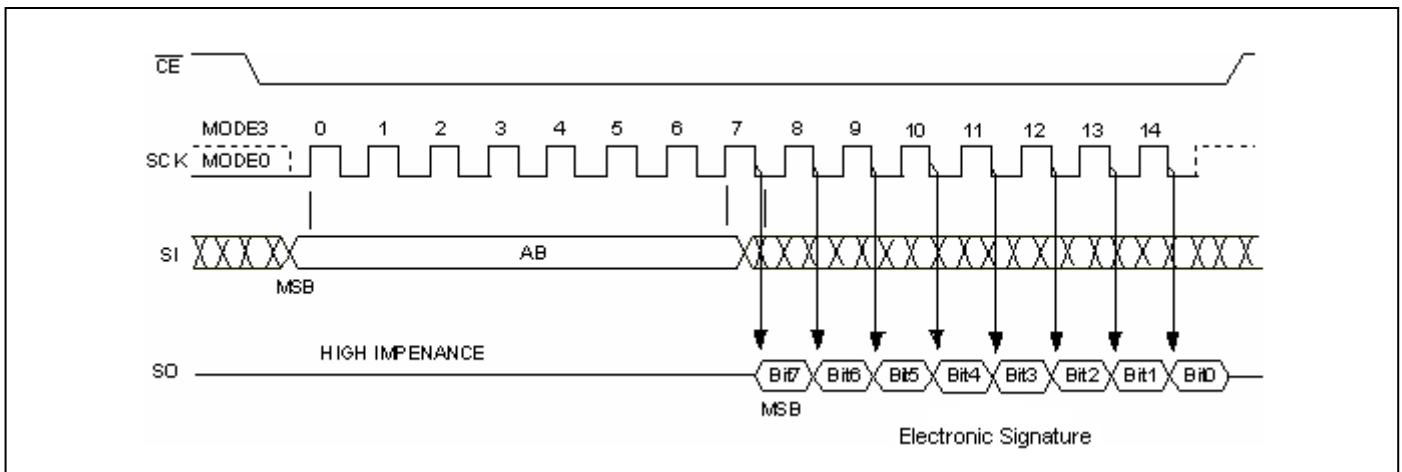 CE
MODE3 0 1 2 3 4 5 6 7 8 9 10 11 12 13 14
SCK MODE0
SI AB
MSB
HIGH IMPENANCE
SO Bit7 Bit6 Bit5 Bit4 Bit3 Bit2 Bit1 Bit0
MSB
Electronic Signature